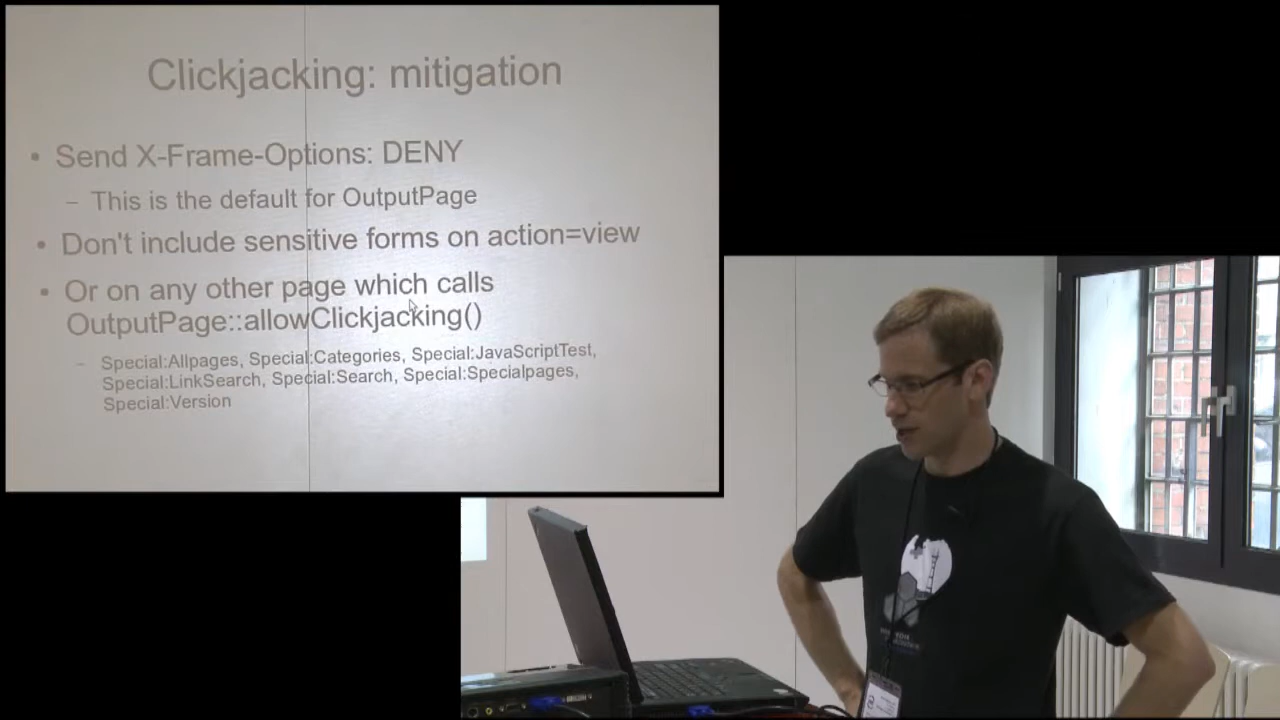 Clickjacking: mitigation
• Send X-Frame-Options: DENY
– This is the default for OutputPage
• Don't include sensitive forms on action=view
• Or on any other page which calls
OutputPage::allowClickjacking()
– Special:Allpages, Special:Categories, Special:JavaScriptTest,
Special:LinkSearch, Special:Search, Special:Specialpages,
Special:Version